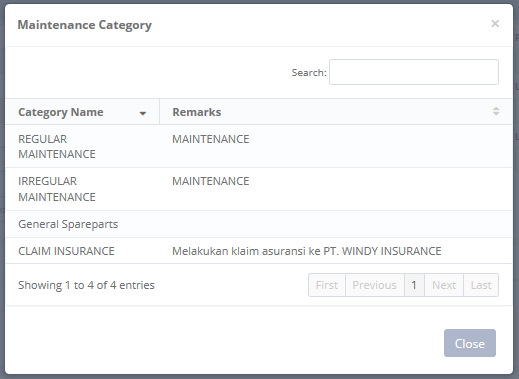 Maintenance Category ×
Search:
Category Name Remarks
REGULAR MAINTENANCE
MAINTENANCE
IRREGULAR MAINTENANCE
MAINTENANCE
General Spareparts
CLAIM INSURANCE Melakukan klaim asuransi ke PT. WINDY INSURANCE
Showing 1 to 4 of 4 entries First Previous 1 Next Last
Close